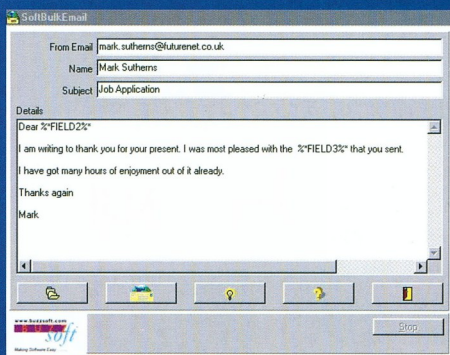 SoftBulkEmail
From Email mark.sutherns@futurenet.co.uk
Name Mark Sutherns
Subject Job Application
Details
Dear %*FIELD2%*
I am writing to thank you for your present. I was most pleased with the %*FIELD3%* that you sent.
I have got many hours of enjoyment out of it already.
Thanks again
Mark
www.buzzsoft.com
BUZZ
Soft
Making Software Easy
Stop